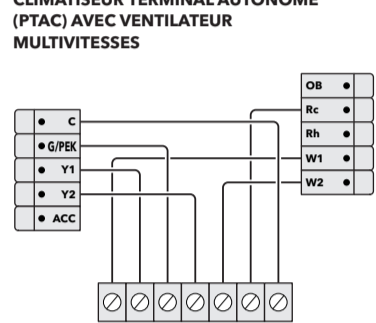 CLIMATISEUR TERMINAL AUTONOME
(PTAC) AVEC VENTILATEUR
MULTIVITESSES
C
G/PEK
Y1
Y2
ACC
OB
Rc
Rh
W1
W2